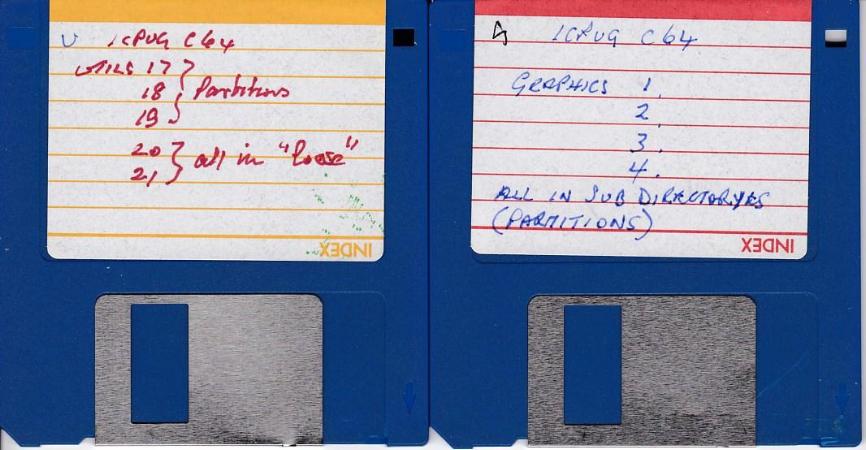 U ICPUG C64
UTILS 17 }
18 } Partitions
19 }
20 } all in "loose"
21 }
INDEX
A ICPUG C64
GRAPHICS 1.
2
3.
4.
ALL IN SUB DIRECTORYES
(PARTITIONS)
INDEX